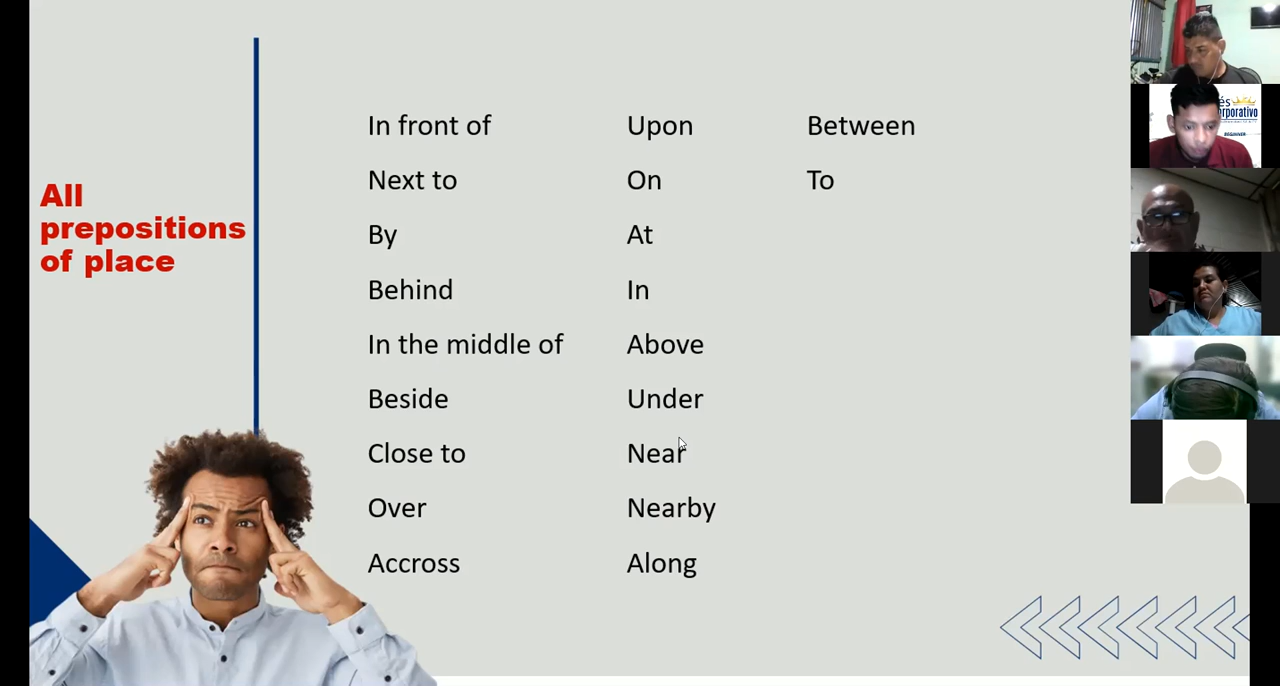 All
prepositions
of place
In front of
Next to
By
Behind
In the middle of
Beside
Close to
Over
Accross
Upon
On
At
In
Above
Under
Near
Nearby
Along
Between
To
BEGINNER